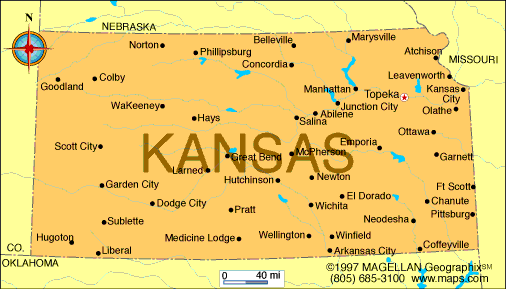 N
NEBRASKA
Norton
Phillipsburg
Belleville
Marysville
Concordia
Atchison
MISSOURI
Goodland
Colby
Leavenworth
Manhattan
Topeka
Kansas
City
WaKeeney
Hays
Junction City
Abilene
Salina
Olathe
Ottawa
KANSAS
Scott City
Great Bend
McPherson
Emporia
Garnett
Larned
Hutchinson
Newton
Garden City
Ft Scott
Dodge City
Pratt
Wichita
El Dorado
Chanute
Pittsburg
Sublette
Neodesha
Hugoton
Liberal
Medicine Lodge
Wellington
Winfield
Arkansas City
Coffeyville
CO.
OKLAHOMA
0 40 mi
©1997 MAGELLAN Geographix℠
(805) 685-3100 www.maps.com